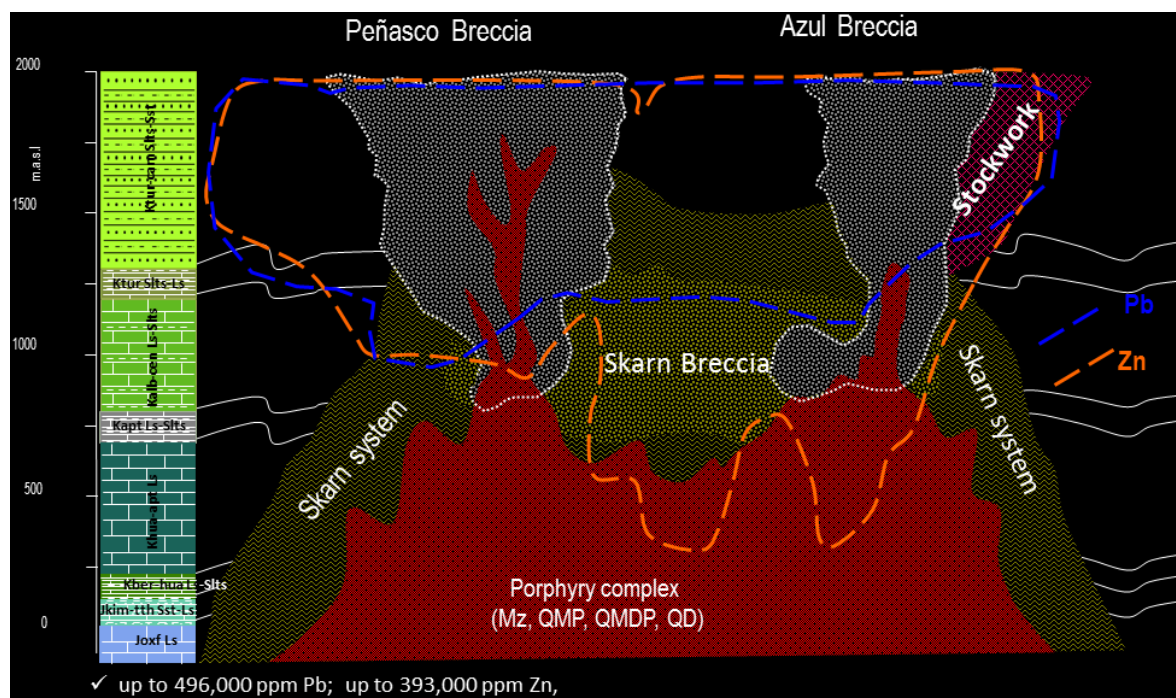 Peñasco Breccia
Azul Breccia
2000
m.a.s.l
1500
1000
500
0
Ktur-cam Slts-Sst
Ktur Slts-Ls
Kalb-cen Ls-Slts
Kapt Ls-Slts
Khua-apt Ls
Kber-hua Ls-Slts
Jkim-tth Sst-Ls
Joxf Ls
Stockwork
Skarn Breccia
Skarn system
Skarn system
Pb
Zn
Porphyry complex
(Mz, QMP, QMDP, QD)
✓ up to 496,000 ppm Pb; up to 393,000 ppm Zn,